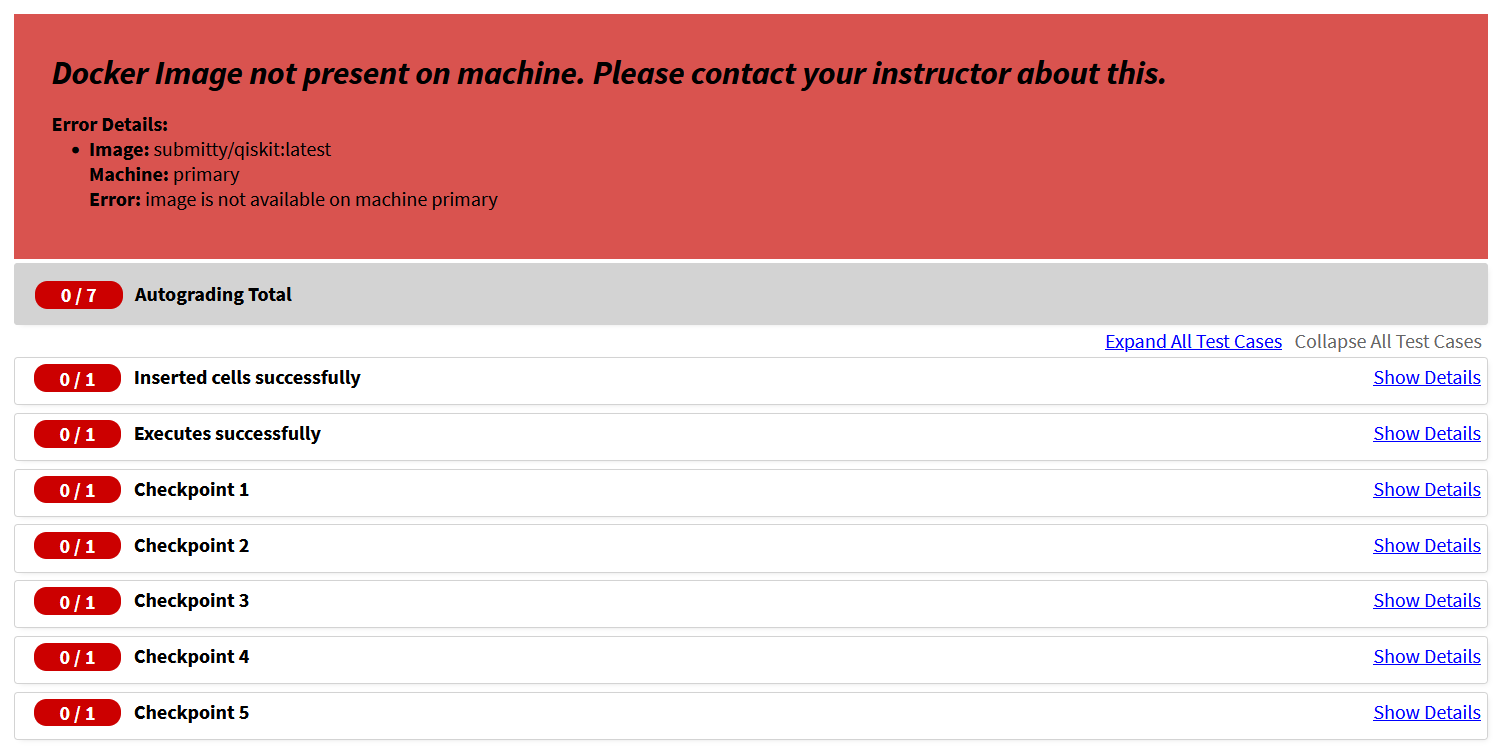 Docker Image not present on machine. Please contact your instructor about this.
Error Details:
• Image: submitty/qiskit:latest
Machine: primary
Error: image is not available on machine primary
0 / 7 Autograding Total
Expand All Test Cases Collapse All Test Cases
0 / 1 Inserted cells successfully Show Details
0 / 1 Executes successfully Show Details
0 / 1 Checkpoint 1 Show Details
0 / 1 Checkpoint 2 Show Details
0 / 1 Checkpoint 3 Show Details
0 / 1 Checkpoint 4 Show Details
0 / 1 Checkpoint 5 Show Details